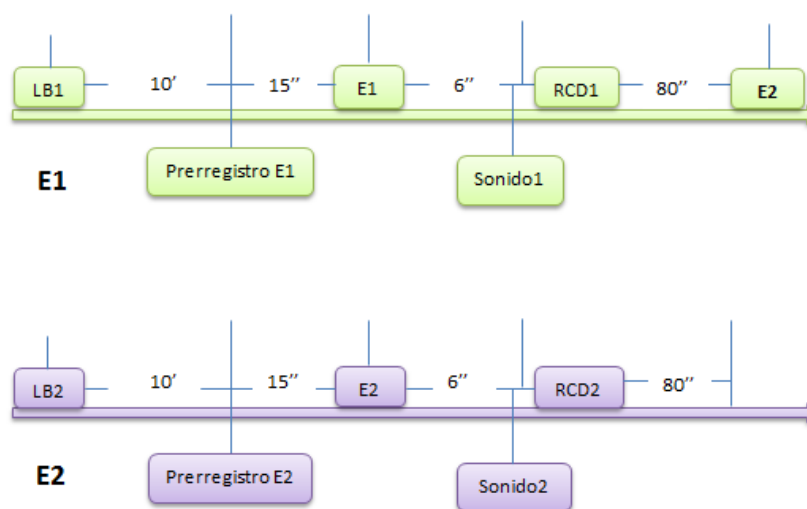 LB1 10′ 15′′ E1 6′′ RCD1 80′′ E2
Prerregistro E1 Sonido1
E1
LB2 10′ 15′′ E2 6′′ RCD2 80′′
Prerregistro E2 Sonido2
E2